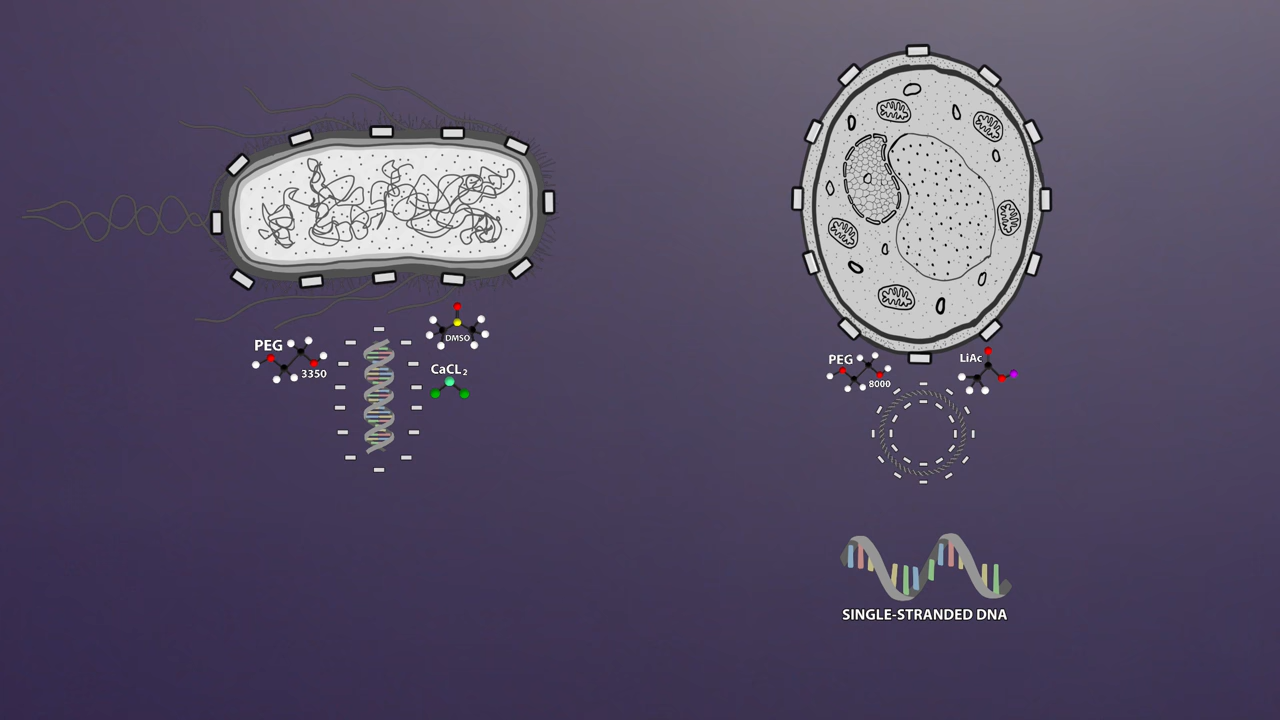 DMSO
PEG
3350
CaCL₂
PEG
8000
LiAc
SINGLE-STRANDED DNA